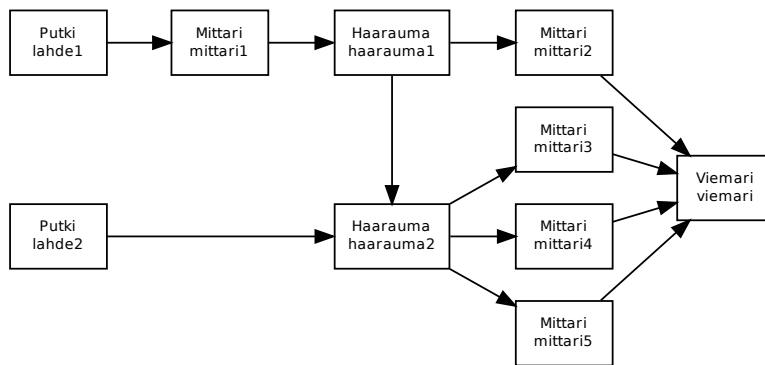 Putki
lahde1
Mittari
mittari1
Haarauma
haarauma1
Mittari
mittari2
Mittari
mittari3
Viemari
viemari
Putki
lahde2
Haarauma
haarauma2
Mittari
mittari4
Mittari
mittari5